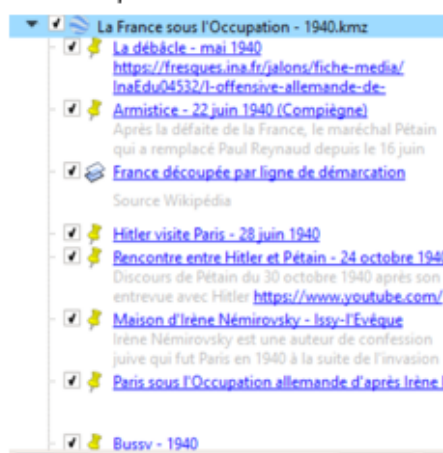 La France sous l'Occupation - 1940.kmz
La débâcle - mai 1940
https://fresques.ina.fr/jalons/fiche-media/
InaEdu04532/l-offensive-allemande-de-
Armistice - 22 juin 1940 (Compiègne)
Après la défaite de la France, le maréchal Pétain
qui a remplacé Paul Reynaud depuis le 16 juin
France découpée par ligne de démarcation
Source Wikipédia
Hitler visite Paris - 28 juin 1940
Rencontre entre Hitler et Pétain - 24 octobre 1940
Discours de Pétain du 30 octobre 1940 après son
entrevue avec Hitler https://www.youtube.com/
Maison d'Irène Némirovsky - Issy-l'Evêque
Irène Némirovsky est une auteur de confession
juive qui fut Paris en 1940 à la suite de l'invasion
Paris sous l'Occupation allemande d'après Irène
Bussy - 1940